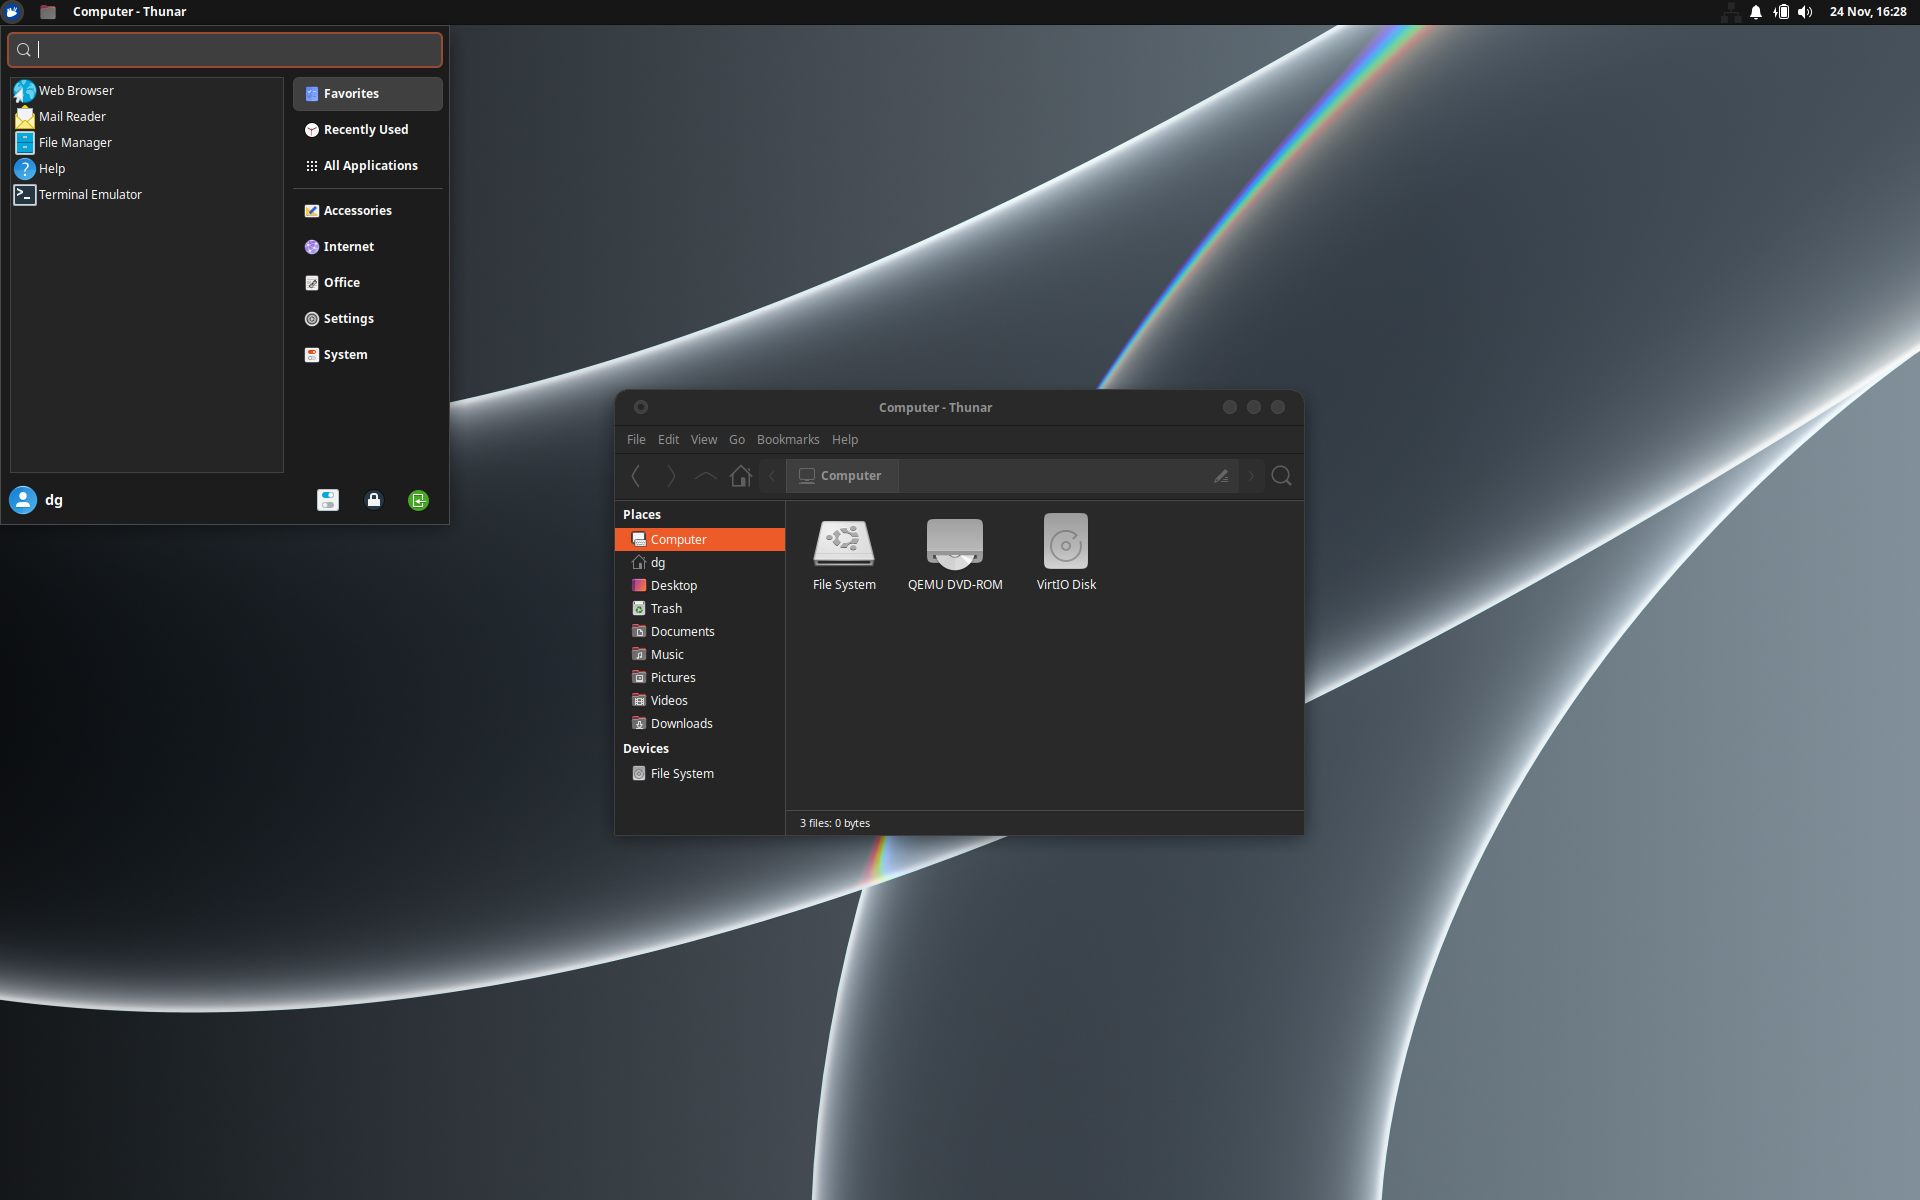 Computer - Thunar
24 Nov, 16:28
Web Browser
Mail Reader
File Manager
Help
Terminal Emulator
Favorites
Recently Used
All Applications
Accessories
Internet
Office
Settings
System
dg
Computer - Thunar
File Edit View Go Bookmarks Help
Computer
Places
Computer
dg
Desktop
Trash
Documents
Music
Pictures
Videos
Downloads
Devices
File System
File System
QEMU DVD-ROM
VirtIO Disk
3 files: 0 bytes